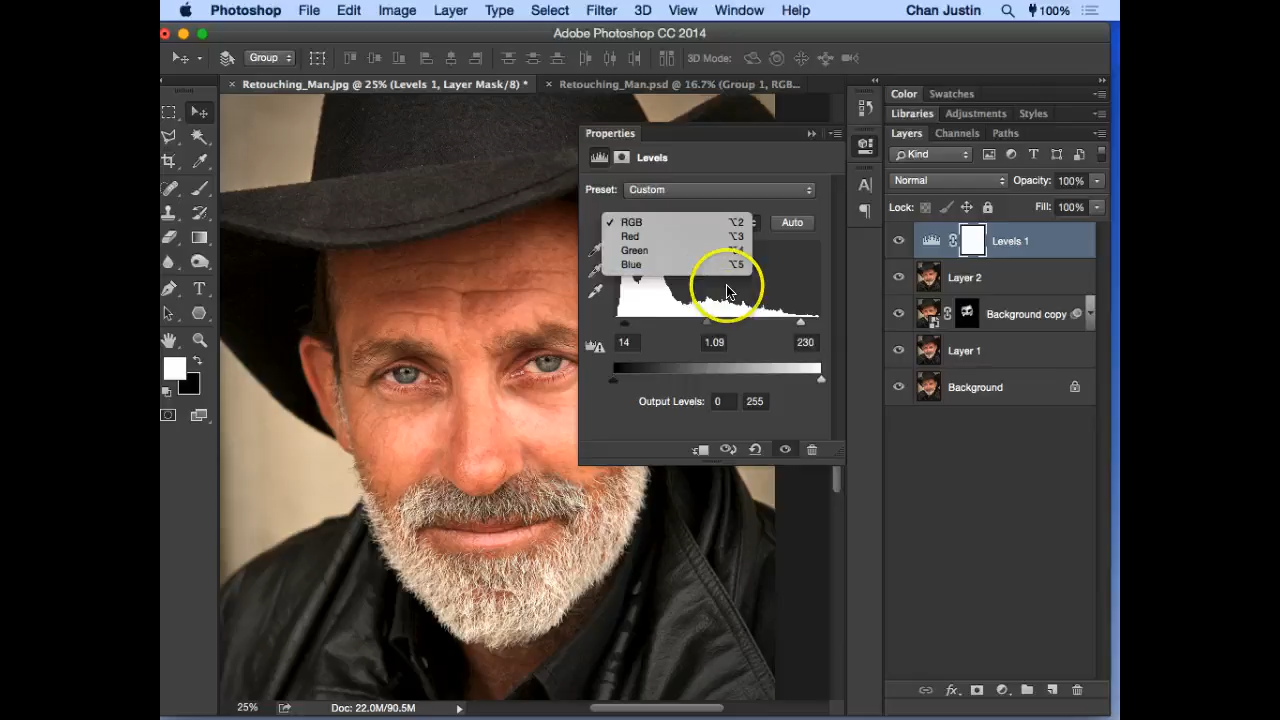 Photoshop File Edit Image Layer Type Select Filter 3D View Window Help Chan Justin 100%
Adobe Photoshop CC 2014
Group 3D Mode:
× Retouching_Man.jpg @ 25% (Levels 1, Layer Mask/8) * × Retouching_Man.psd @ 16.7% (Group 1, RGB...
Color Swatches
Libraries Adjustments Styles
Layers Channels Paths
Kind
Normal Opacity: 100%
Lock: Fill: 100%
Levels 1
Layer 2
Background copy
Layer 1
Background
Properties
Levels
Preset: Custom
✓ RGB ⌥2 Auto
Red ⌥3
Green ⌥4
Blue ⌥5
14 1.09 230
Output Levels: 0 255
25% Doc: 22.0M/90.5M